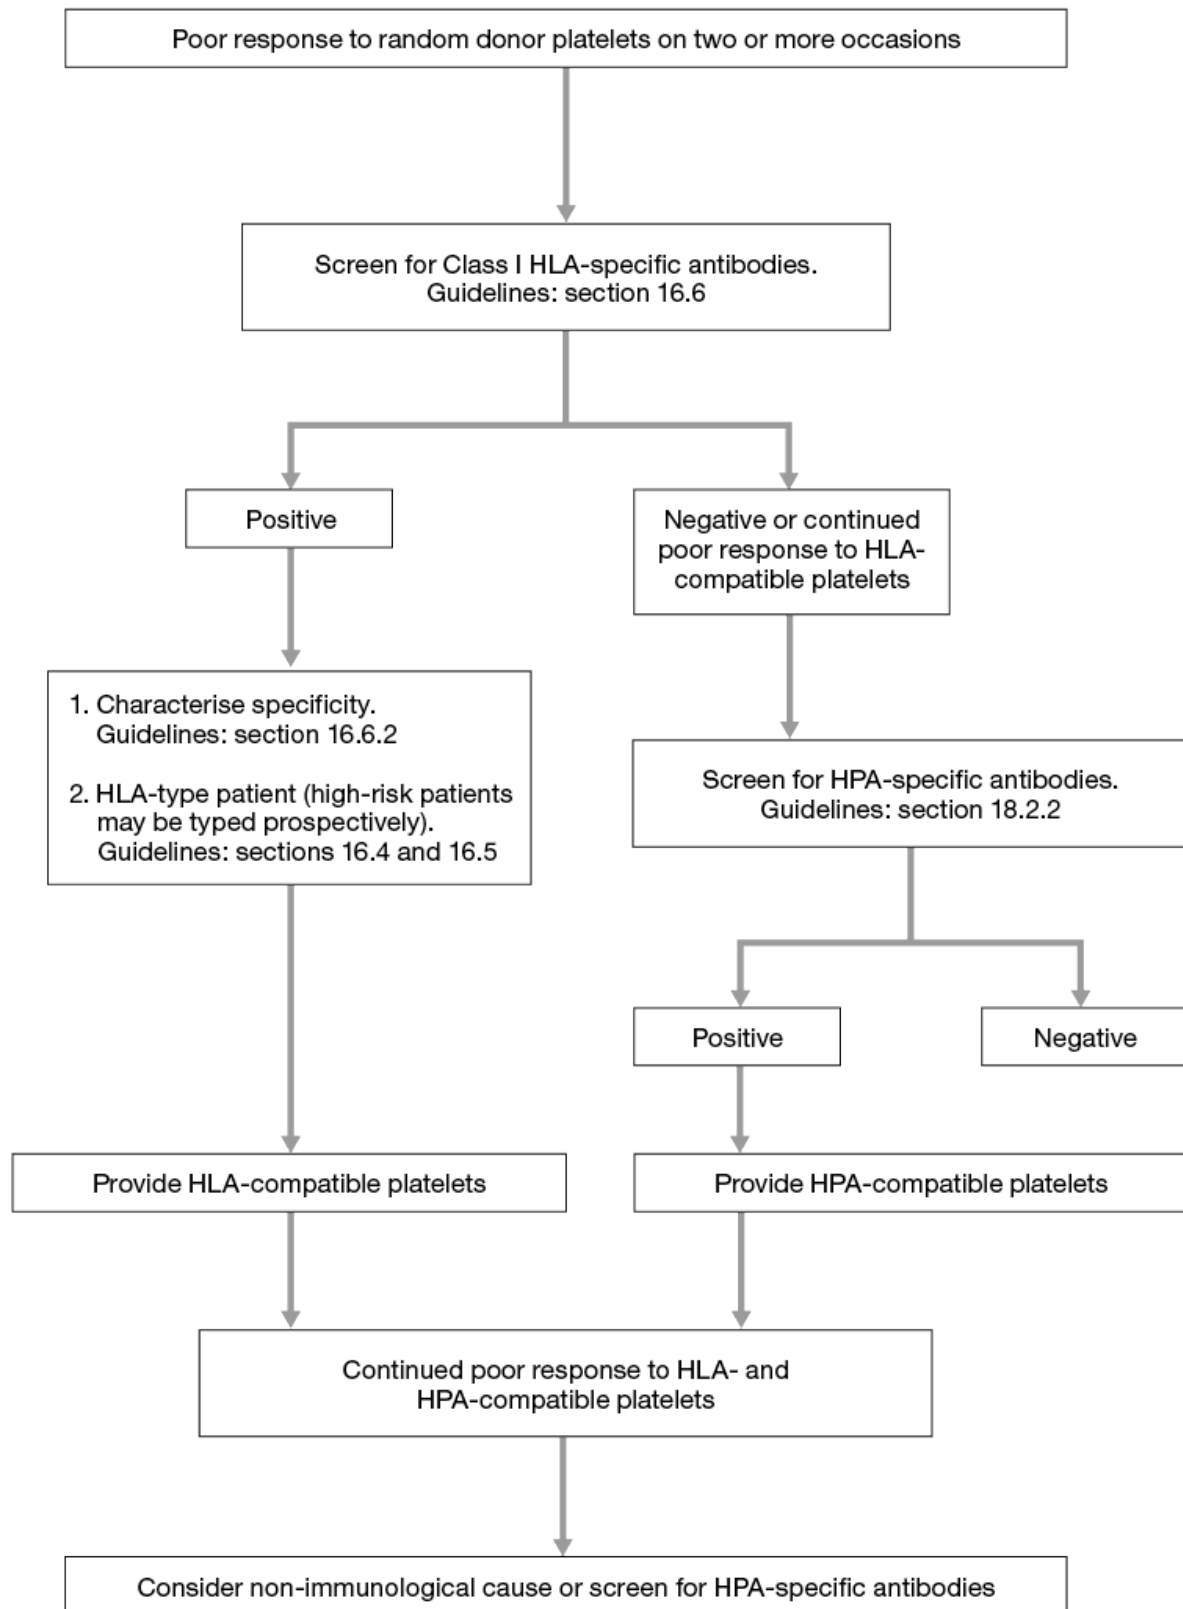 Poor response to random donor platelets on two or more occasions
Screen for Class I HLA-specific antibodies.
Guidelines: section 16.6
Positive
Negative or continued
poor response to HLA-
compatible platelets
1. Characterise specificity.
Guidelines: section 16.6.2
2. HLA-type patient (high-risk patients
may be typed prospectively).
Guidelines: sections 16.4 and 16.5
Screen for HPA-specific antibodies.
Guidelines: section 18.2.2
Positive
Negative
Provide HLA-compatible platelets
Provide HPA-compatible platelets
Continued poor response to HLA- and
HPA-compatible platelets
Consider non-immunological cause or screen for HPA-specific antibodies